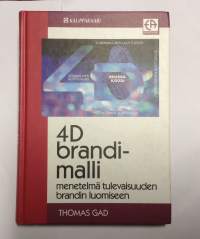 KAUPPAKAARI
4D
brandi-
malli
menetelmä tulevaisuuden
brandin luomiseen
THOMAS GAD